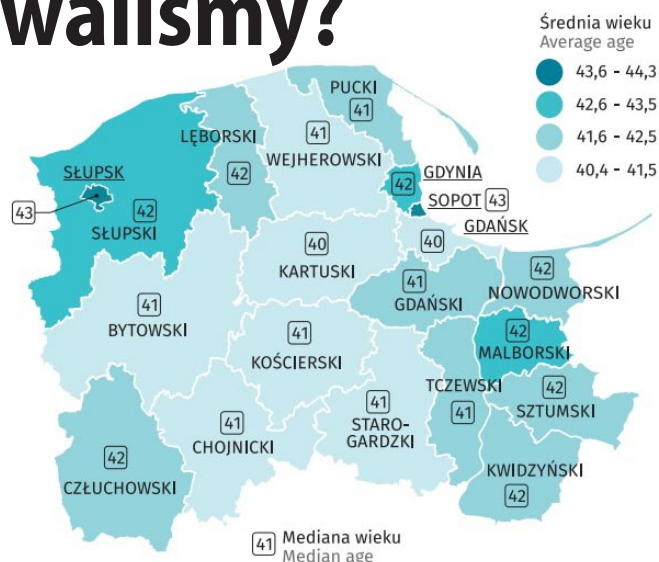 waliśmy?
Średnia wieku
Average age
43,6 - 44,3
42,6 - 43,5
41,6 - 42,5
40,4 - 41,5
PUCKI
41
LĘBORSKI
42
41
WEJHEROWSKI
SŁUPSK
43
42
SŁUPSKI
42
GDYNIA
SOPOT 43
GDAŃSK
40
40
KARTUSKI
41
GDAŃSKI
42
NOWODWORSKI
41
BYTOWSKI
41
KOŚCIERSKI
42
MALBORSKI
TCZEWSKI
41
42
SZTUMSKI
41
CHOJNICKI
41
STARO-
GARDZKI
42
CZŁUCHOWSKI
KWIDZYŃSKI
42
41 Mediana wieku
Median age